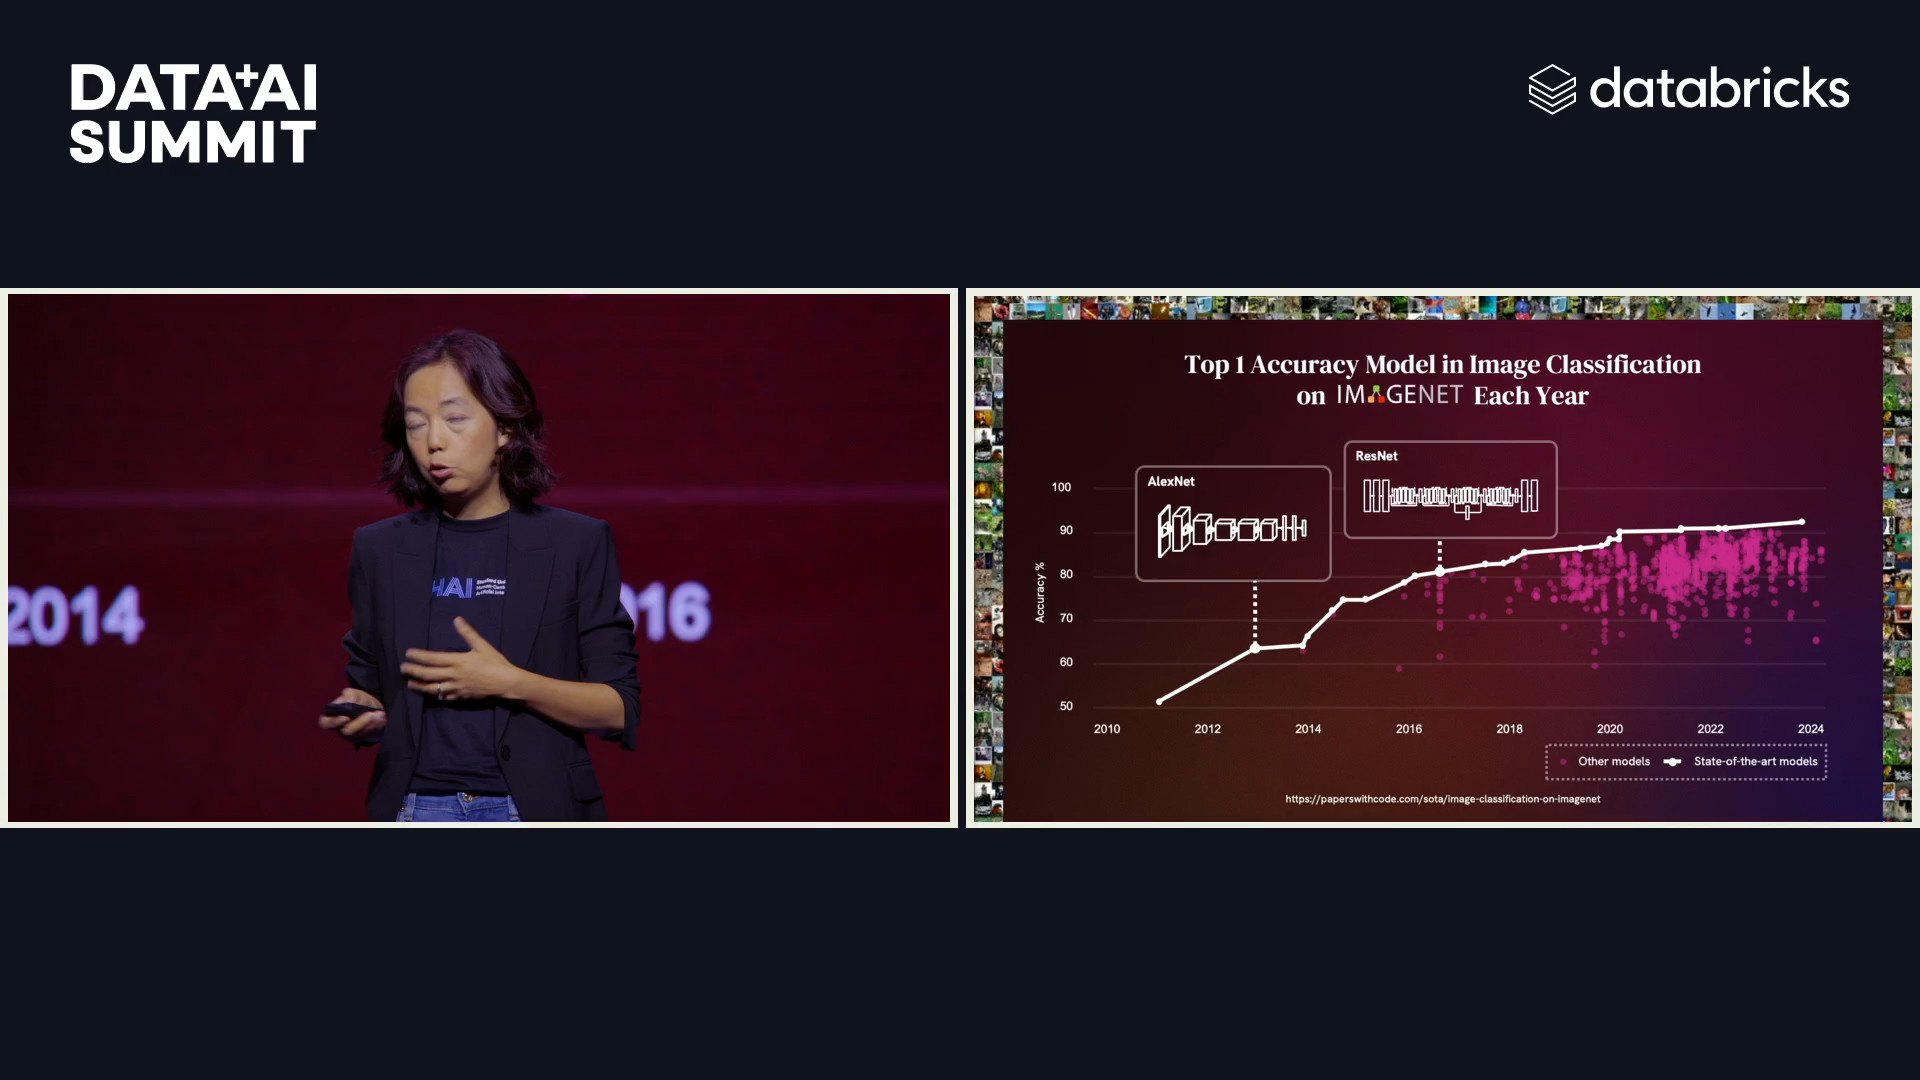 DATA+AI
SUMMIT
databricks
2014
016
HAI
Top 1 Accuracy Model in Image Classification
on IMAGENET Each Year
ResNet
AlexNet
100
90
80
70
60
50
Accuracy %
2010 2012 2014 2016 2018 2020 2022 2024
Other models State-of-the-art models
https://paperswithcode.com/sota/image-classification-on-imagenet